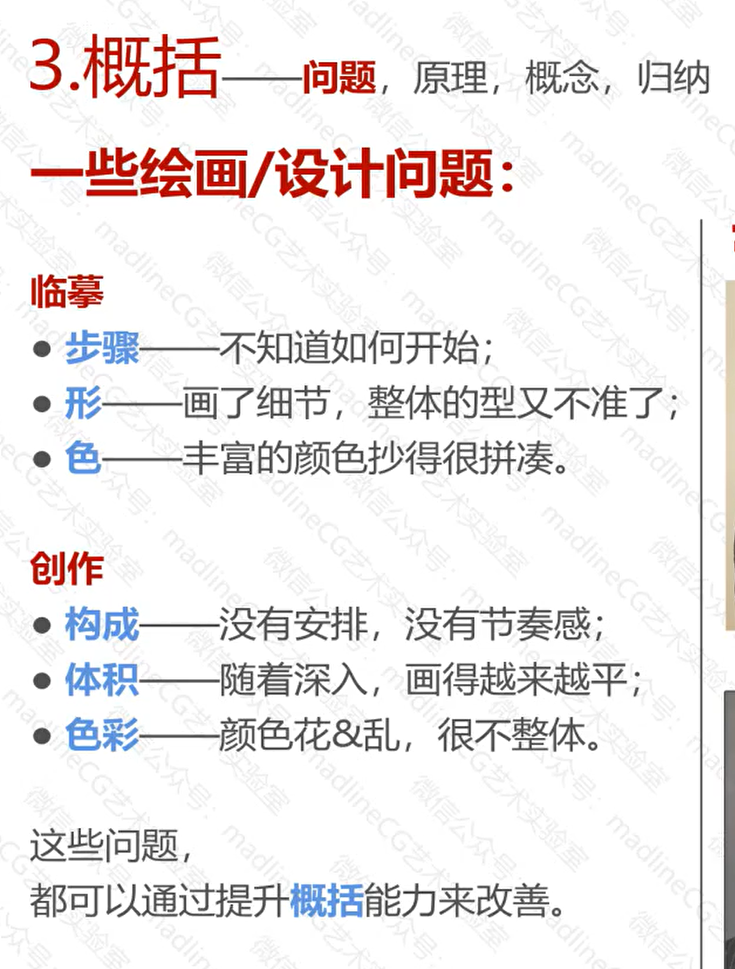 3.概括——问题，原理，概念，归纳
一些绘画/设计问题：
临摹
● 步骤——不知道如何开始；
● 形——画了细节，整体的型又不准了；
● 色——丰富的颜色抄得很拼凑。
创作
● 构成——没有安排，没有节奏感；
● 体积——随着深入，画得越来越平；
● 色彩——颜色花&乱，很不整体。
这些问题，
都可以通过提升概括能力来改善。
微信公众号：madlineCG艺术实验室